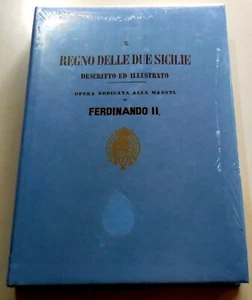 IL
REGNO DELLE DUE SICILIE
DESCRITTO ED ILLUSTRATO
OPERA DEDICATA ALLA MAESTÀ
DI
FERDINANDO II,